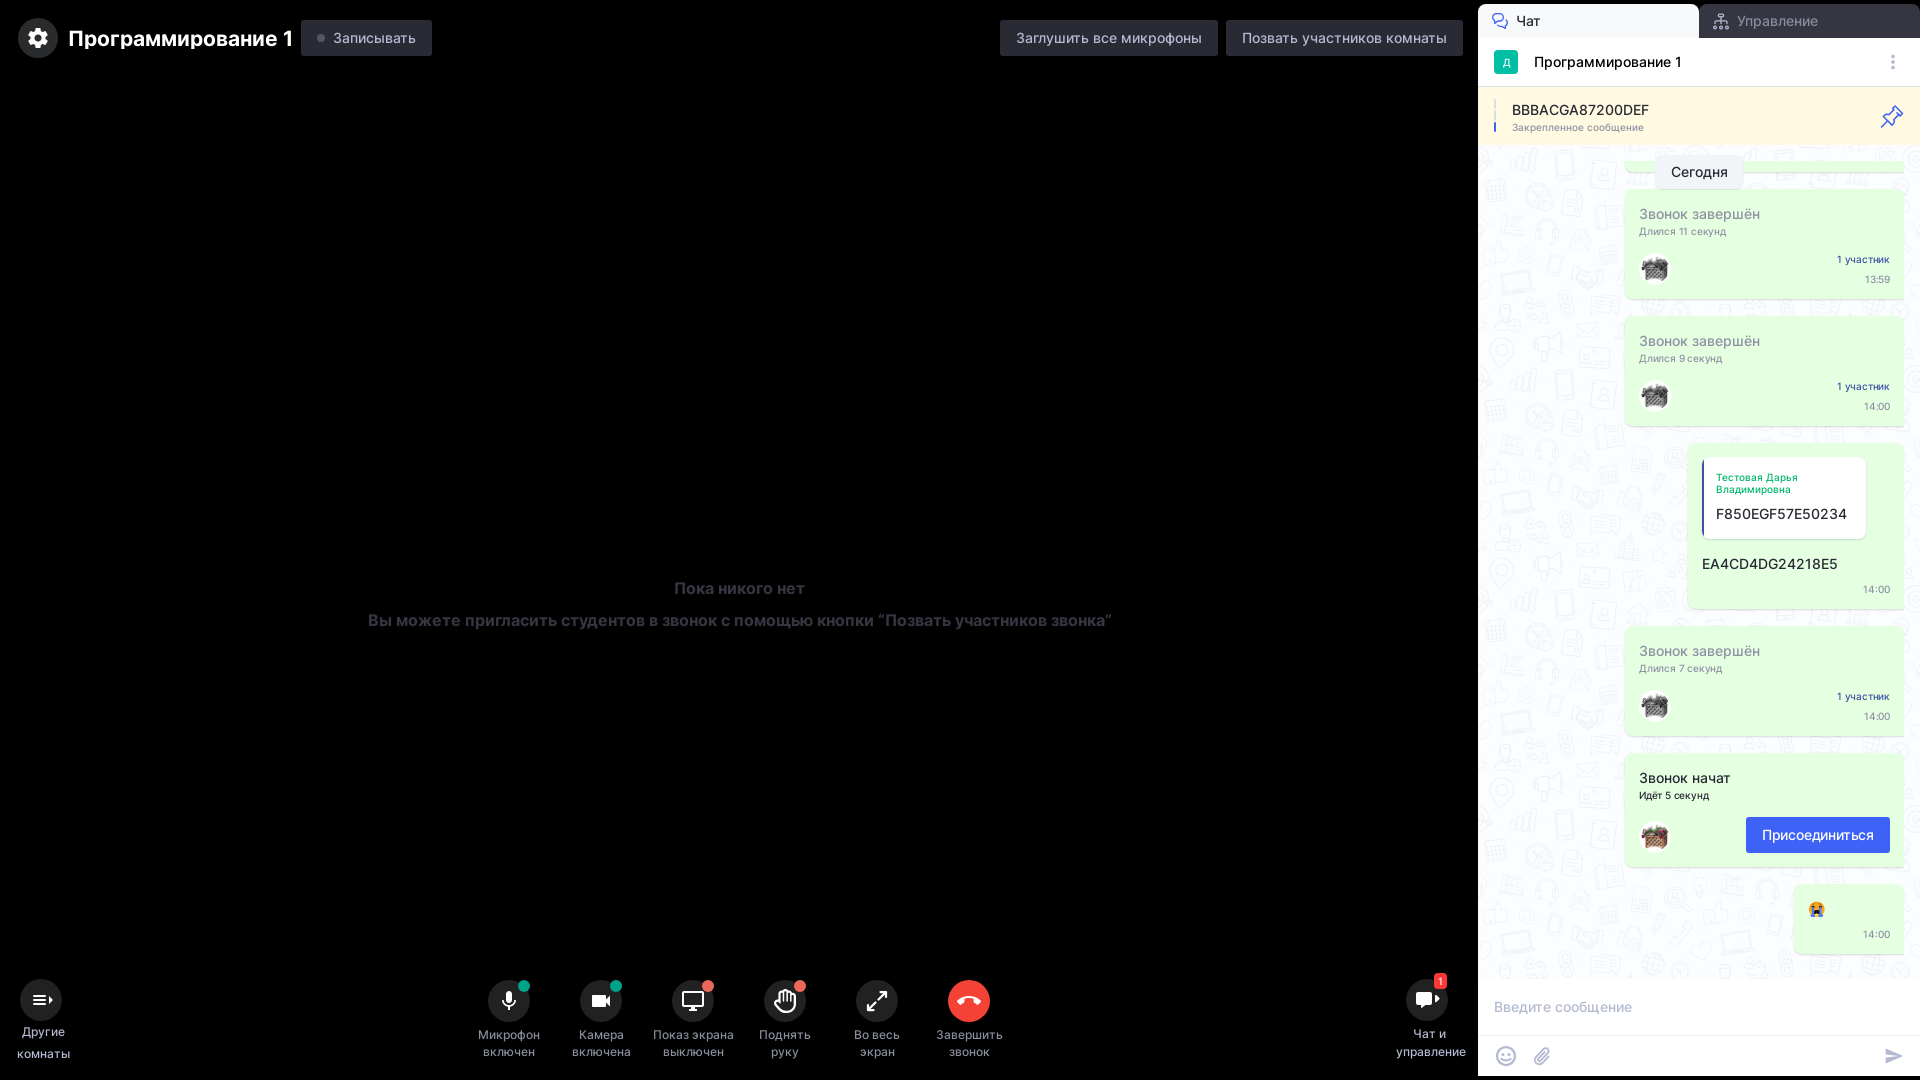 Программирование 1
Записывать
Заглушить все микрофоны
Позвать участников комнаты
Пока никого нет
Вы можете пригласить студентов в звонок с помощью кнопки “Позвать участников звонка”
Другие
комнаты
Микрофон
включен
Камера
включена
Показ экрана
выключен
Поднять
руку
Во весь
экран
Завершить
звонок
1
Чат и
управление
Чат
Управление
Д
Программирование 1
BBBACGA87200DEF
Закрепленное сообщение
Сегодня
Звонок завершён
Длился 11 секунд
1 участник
13:59
Звонок завершён
Длился 9 секунд
1 участник
14:00
Тестовая Дарья
Владимировна
F850EGF57E50234
EA4CD4DG24218E5
14:00
Звонок завершён
Длился 7 секунд
1 участник
14:00
Звонок начат
Идёт 5 секунд
Присоединиться
😭
14:00
Введите сообщение